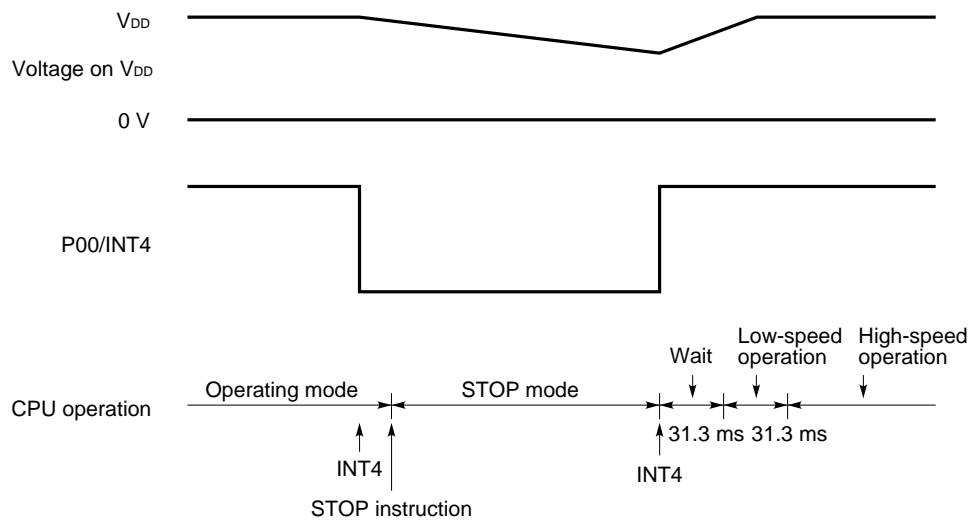 VDD
Voltage on VDD
0 V
P00/INT4
Wait
Low-speed
operation
High-speed
operation
CPU operation
Operating mode
STOP mode
31.3 ms
31.3 ms
INT4
INT4
STOP instruction